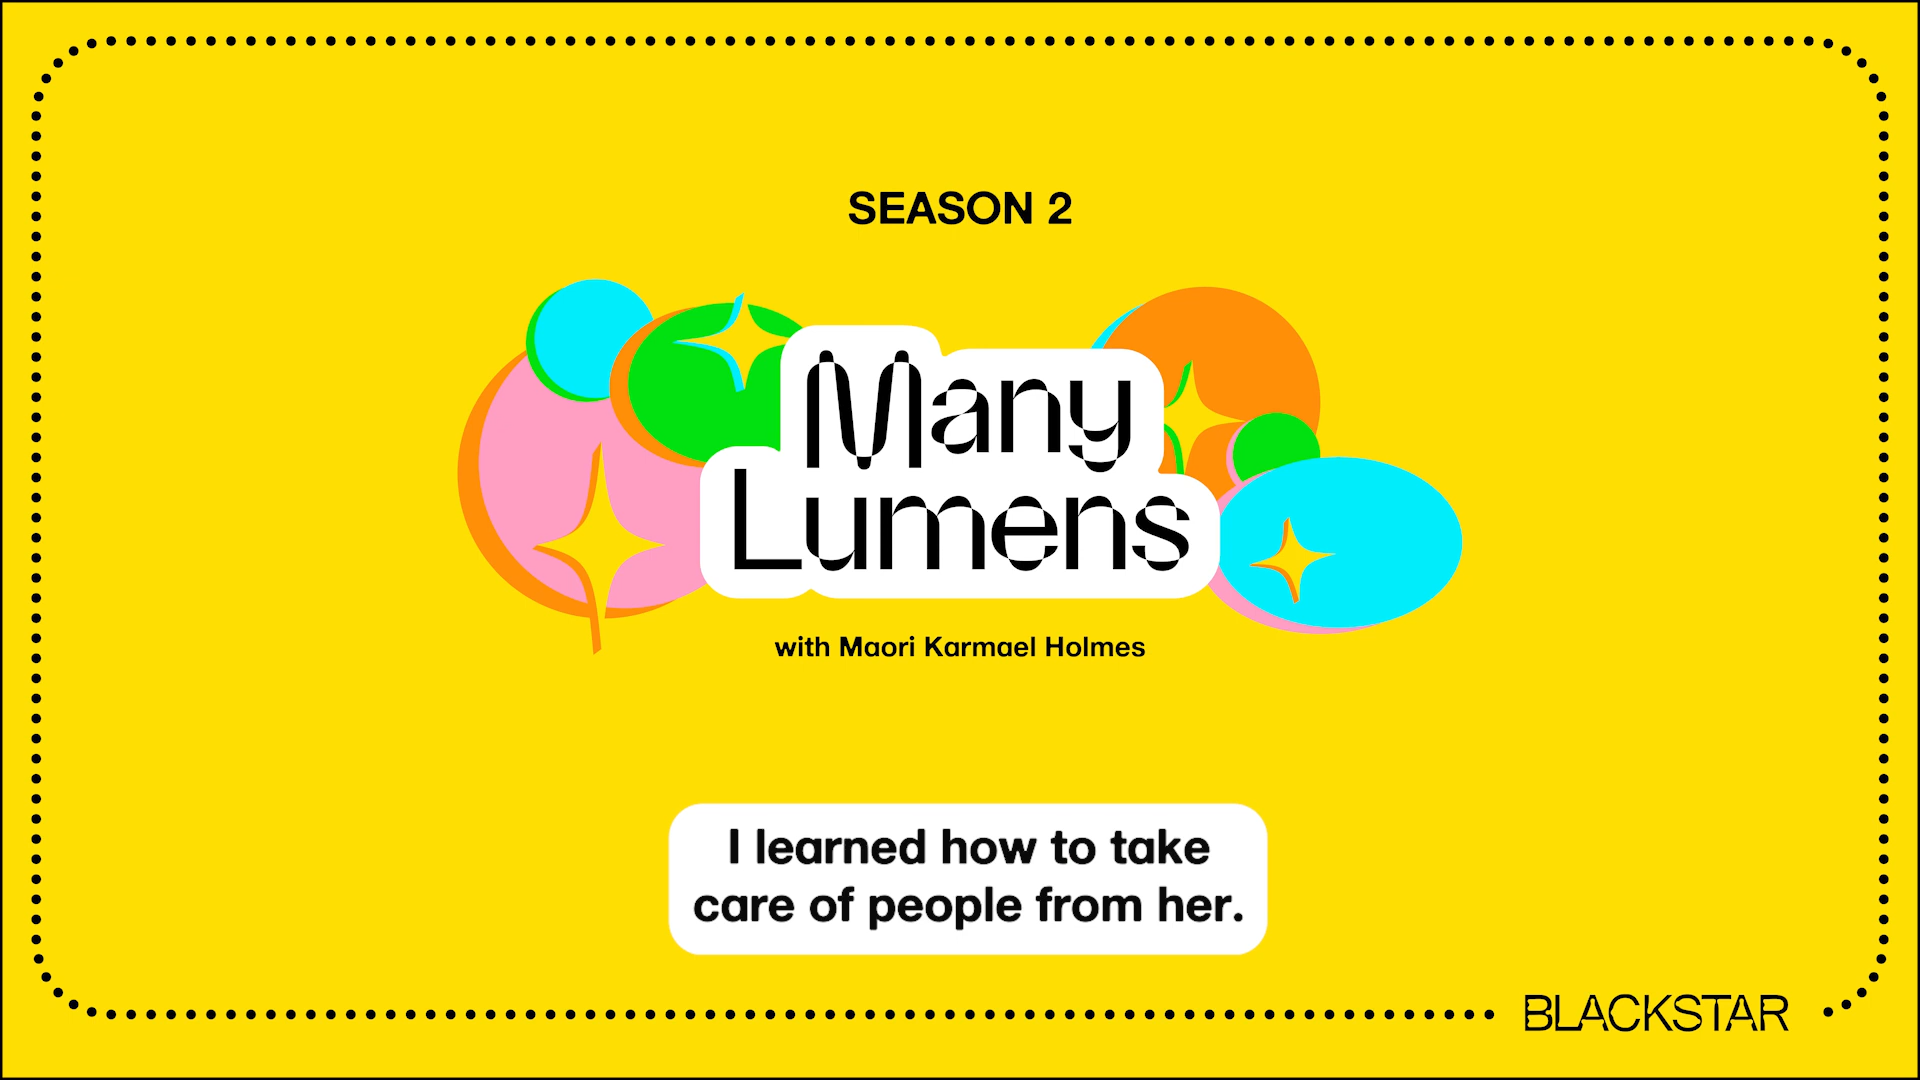 SEASON 2
Many
Lumens
with Maori Karmael Holmes
I learned how to take
care of people from her.
BLACKSTAR